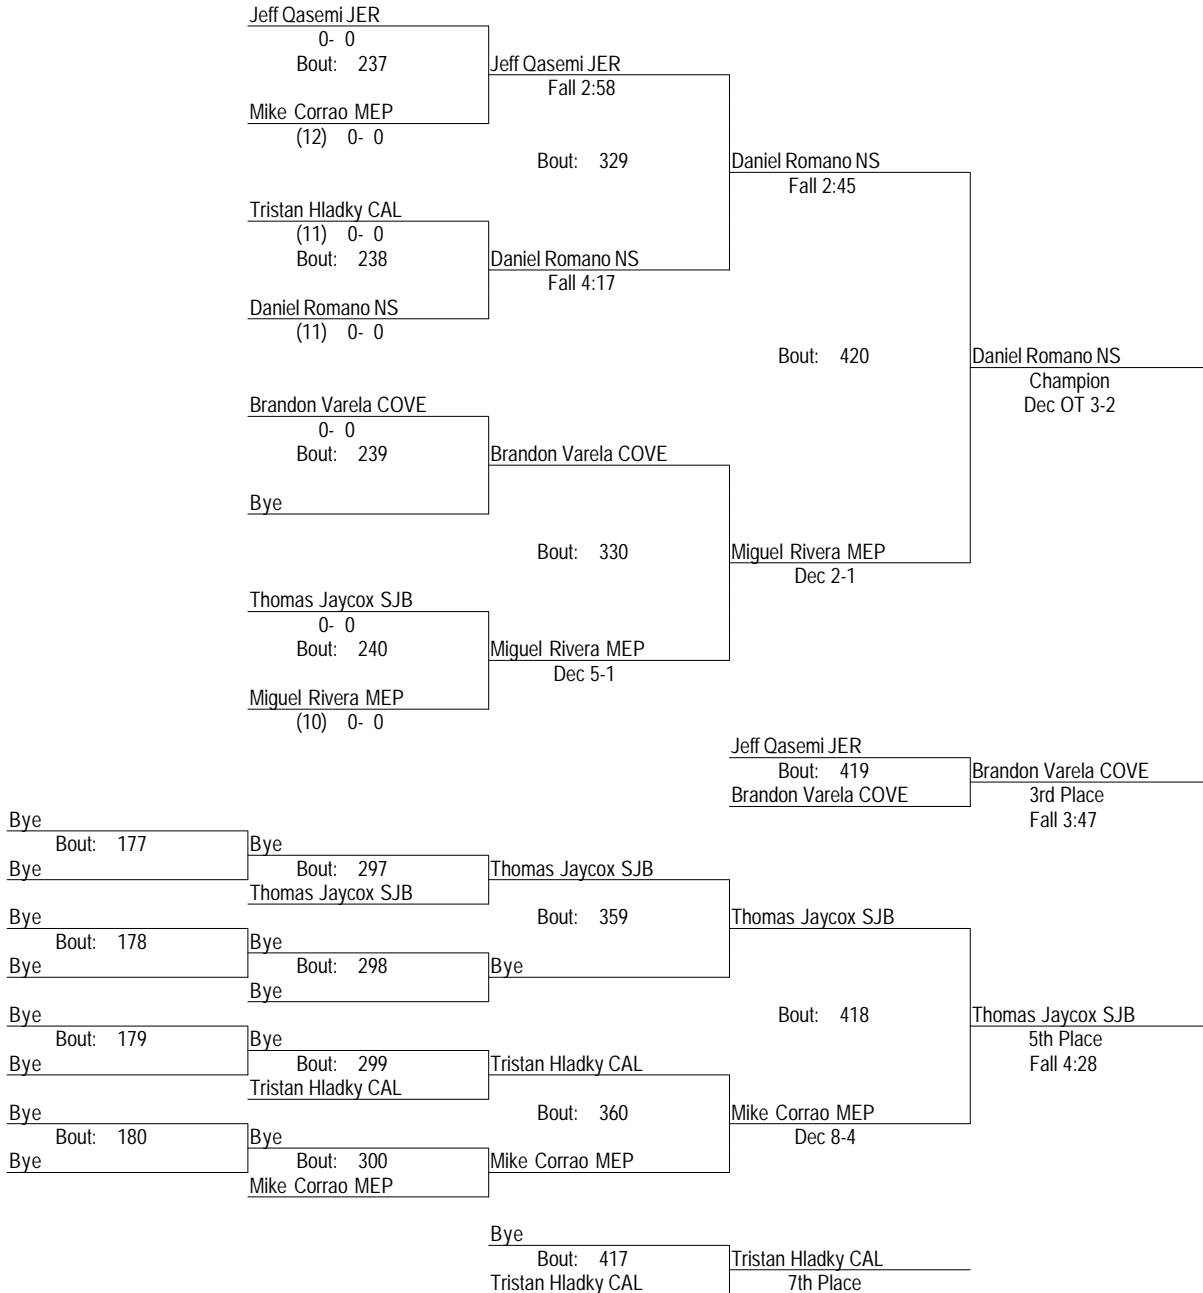 Jeff Qasemi JER
0- 0
Bout: 237
Jeff Qasemi JER
Fall 2:58
Mike Corrao MEP
(12) 0- 0
Bout: 329
Daniel Romano NS
Fall 2:45
Tristan Hladky CAL
(11) 0- 0
Bout: 238
Daniel Romano NS
Fall 4:17
Daniel Romano NS
(11) 0- 0
Bout: 420
Daniel Romano NS
Champion
Dec OT 3-2
Brandon Varela COVE
0- 0
Bout: 239
Brandon Varela COVE
Bye
Bout: 330
Miguel Rivera MEP
Dec 2-1
Thomas Jaycox SJB
0- 0
Bout: 240
Miguel Rivera MEP
Dec 5-1
Miguel Rivera MEP
(10) 0- 0
Jeff Qasemi JER
Bout: 419
Brandon Varela COVE
Brandon Varela COVE
3rd Place
Fall 3:47
Bye
Bout: 177
Bye
Bye
Bout: 297
Thomas Jaycox SJB
Thomas Jaycox SJB
Bye
Bout: 178
Bye
Bout: 359
Thomas Jaycox SJB
Bye
Bout: 298
Bye
Bye
Bye
Bout: 179
Bye
Bout: 418
Thomas Jaycox SJB
5th Place
Fall 4:28
Bye
Bout: 299
Tristan Hladky CAL
Tristan Hladky CAL
Bye
Bout: 180
Bye
Bout: 360
Mike Corrao MEP
Dec 8-4
Bye
Bout: 300
Mike Corrao MEP
Mike Corrao MEP
Bye
Bout: 417
Tristan Hladky CAL
Tristan Hladky CAL
7th Place